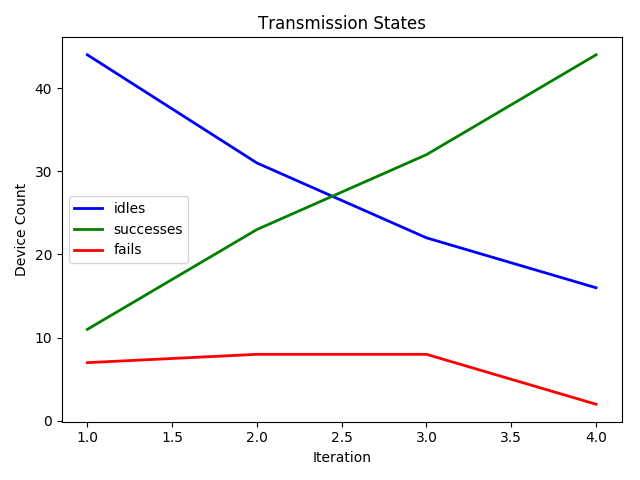 Transmission States
Device Count
40
30
20
10
0
idles
successes
fails
1.0 1.5 2.0 2.5 3.0 3.5 4.0
Iteration